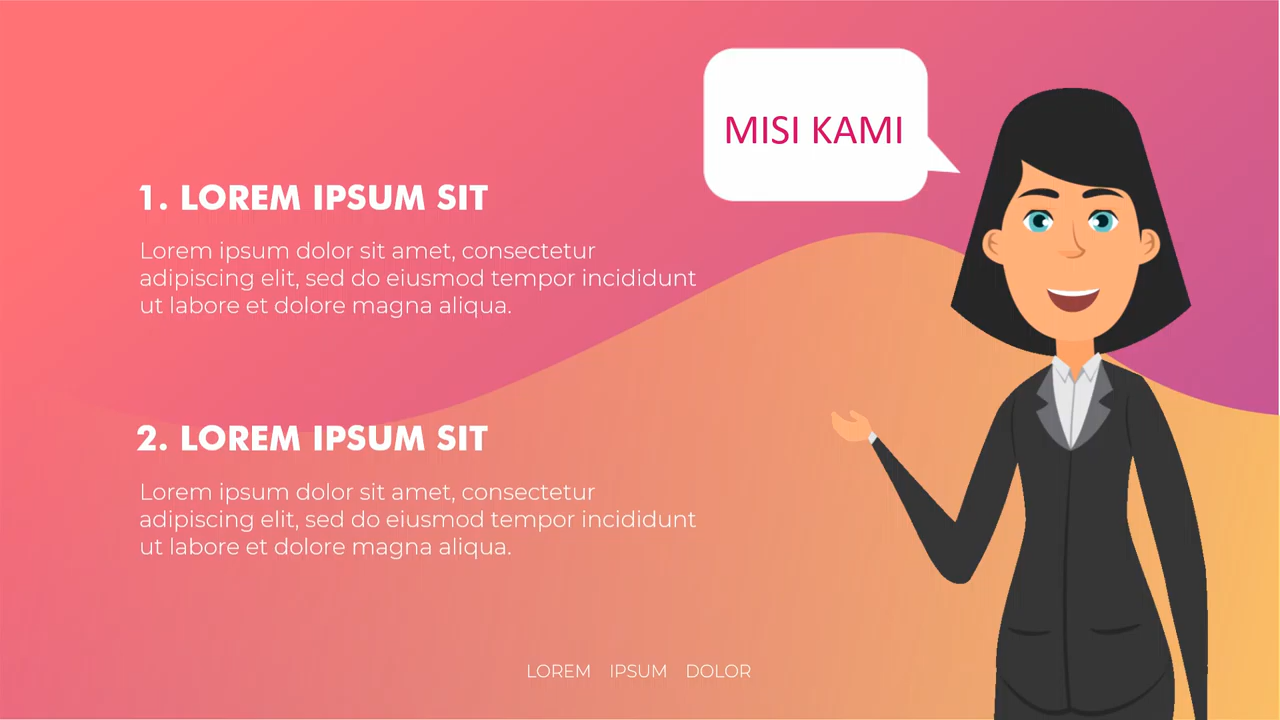 MISI KAMI
1. LOREM IPSUM SIT
Lorem ipsum dolor sit amet, consectetur
adipiscing elit, sed do eiusmod tempor incididunt
ut labore et dolore magna aliqua.
2. LOREM IPSUM SIT
Lorem ipsum dolor sit amet, consectetur
adipiscing elit, sed do eiusmod tempor incididunt
ut labore et dolore magna aliqua.
LOREM IPSUM DOLOR